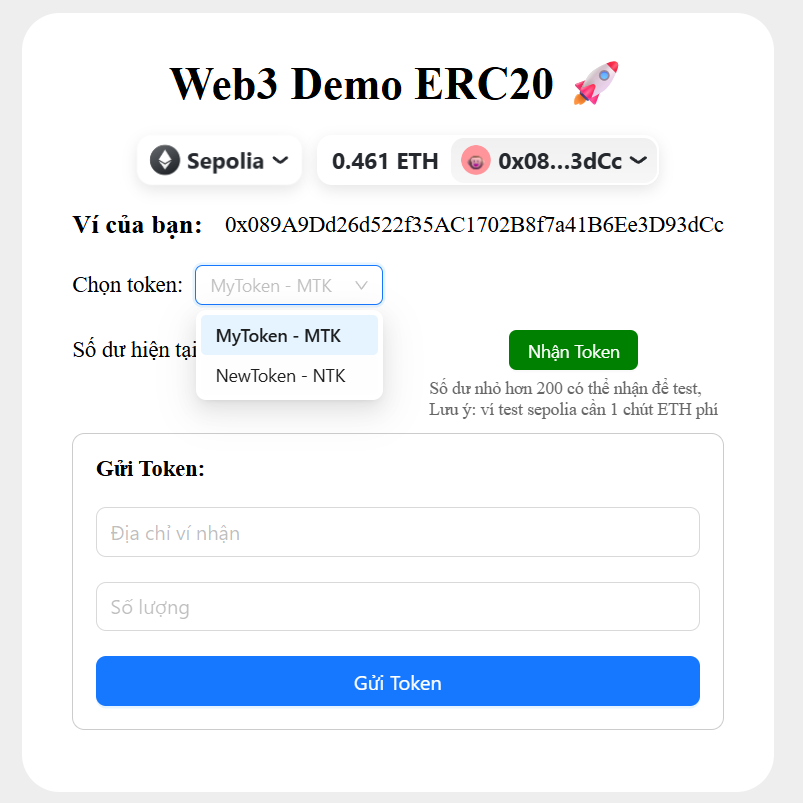 Web3 Demo ERC20 🚀
Sepolia 0.461 ETH 0x08...3dCc
Ví của bạn: 0x089A9Dd26d522f35AC1702B8f7a41B6Ee3D93dCc
Chọn token: MyToken - MTK
MyToken - MTK
NewToken - NTK
Số dư hiện tại
Nhận Token
Số dư nhỏ hơn 200 có thể nhận để test,
Lưu ý: ví test sepolia cần 1 chút ETH phí
Gửi Token:
Địa chỉ ví nhận
Số lượng
Gửi Token